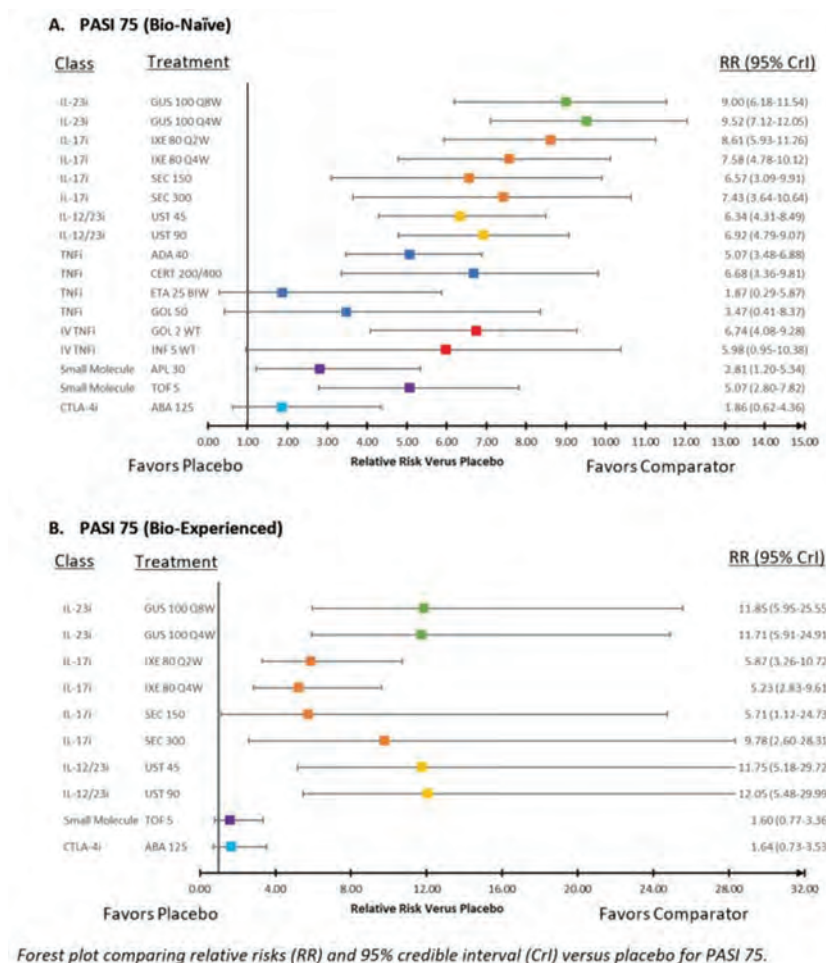 A. PASI 75 (Bio-Naïve)
Class Treatment RR (95% CrI)
IL-23i GUS 100 Q8W 9.00 (6.18-11.54)
IL-23i GUS 100 Q4W 9.52 (7.12-12.05)
IL-17i IXE 80 Q2W 8.61 (5.93-11.26)
IL-17i IXE 80 Q4W 7.58 (4.78-10.12)
IL-17i SEC 150 6.57 (3.09-9.91)
IL-17i SEC 300 7.43 (3.64-10.64)
IL-12/23i UST 45 6.34 (4.31-8.49)
IL-12/23i UST 90 6.92 (4.79-9.07)
TNFi ADA 40 5.07 (3.48-6.88)
TNFi CERT 200/400 6.68 (3.36-9.81)
TNFi ETA 25 BIW 1.87 (0.29-5.87)
TNFi GOL 50 3.47 (0.41-8.37)
IV TNFi GOL 2 WT 6.74 (4.08-9.28)
IV TNFi INF 5 WT 5.98 (0.95-10.38)
Small Molecule APL 30 2.81 (1.20-5.34)
Small Molecule TOF 5 5.07 (2.80-7.82)
CTLA-4i ABA 125 1.86 (0.62-4.36)
0.00 1.00 2.00 3.00 4.00 5.00 6.00 7.00 8.00 9.00 10.00 11.00 12.00 13.00 14.00 15.00
Favors Placebo Relative Risk Verus Placebo Favors Comparator
B. PASI 75 (Bio-Experienced)
Class Treatment RR (95% CrI)
IL-23i GUS 100 Q8W 11.85 (5.95-25.55
IL-23i GUS 100 Q4W 11.71 (5.91-24.91
IL-17i IXE 80 Q2W 5.87 (3.26-10.72
IL-17i IXE 80 Q4W 5.23 (2.83-9.61
IL-17i SEC 150 5.71 (1.12-24.73
IL-17i SEC 300 9.78 (2.60-28.31
IL-12/23i UST 45 11.75 (5.18-29.72
IL-12/23i UST 90 12.05 (5.48-29.99
Small Molecule TOF 5 1.60 (0.77-3.36
CTLA-4i ABA 125 1.64 (0.73-3.53
0.00 4.00 8.00 12.00 16.00 20.00 24.00 28.00 32.00
Favors Placebo Relative Risk Verus Placebo Favors Comparator
Forest plot comparing relative risks (RR) and 95% credible interval (CrI) versus placebo for PASI 75.